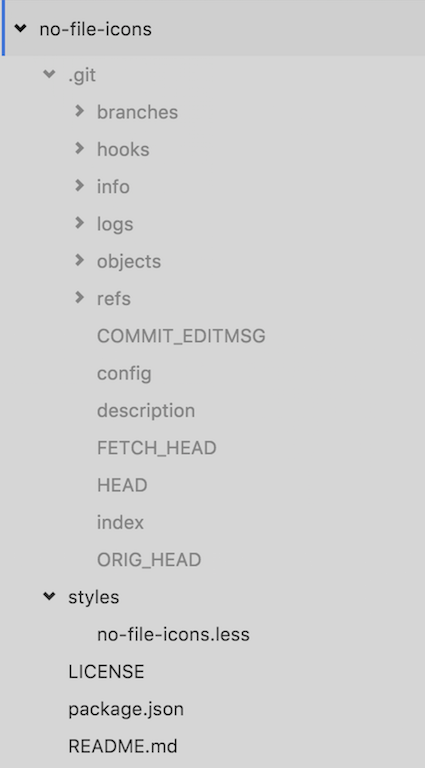 no-file-icons
.git
branches
hooks
info
logs
objects
refs
COMMIT_EDITMSG
config
description
FETCH_HEAD
HEAD
index
ORIG_HEAD
styles
no-file-icons.less
LICENSE
package.json
README.md